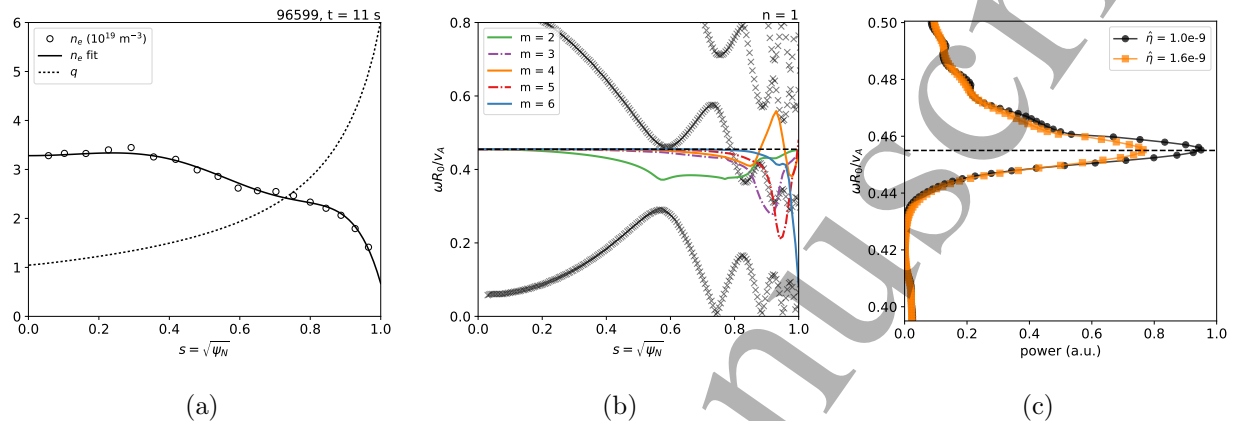 96599, t = 11 s
n_e (10^19 m^−3)
n_e fit
q
6
5
4
3
2
1
0
0.0 0.2 0.4 0.6 0.8 1.0
s = √ψ_N
(a)
n = 1
m = 2
m = 3
m = 4
m = 5
m = 6
ωR_0/v_A
0.8
0.6
0.4
0.2
0.0
0.0 0.2 0.4 0.6 0.8 1.0
s = √ψ_N
(b)
η̂ = 1.0e-9
η̂ = 1.6e-9
ωR_0/v_A
0.50
0.48
0.46
0.44
0.42
0.40
0.0 0.2 0.4 0.6 0.8 1.0
power (a.u.)
(c)